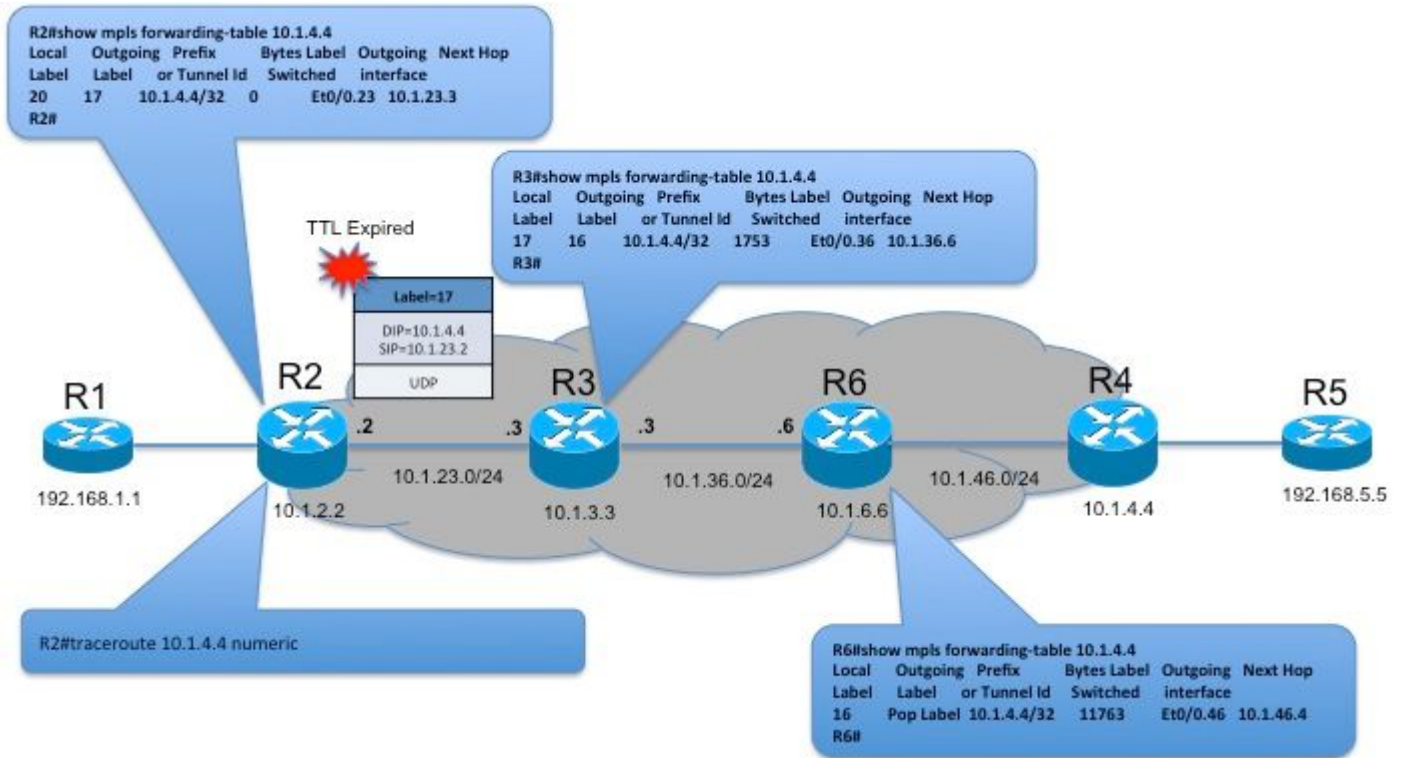 R2#show mpls forwarding-table 10.1.4.4
Local Outgoing Prefix Bytes Label Outgoing Next Hop
Label Label or Tunnel Id Switched interface
20 17 10.1.4.4/32 0 Et0/0.23 10.1.23.3
R2#
R3#show mpls forwarding-table 10.1.4.4
Local Outgoing Prefix Bytes Label Outgoing Next Hop
Label Label or Tunnel Id Switched interface
17 16 10.1.4.4/32 1753 Et0/0.36 10.1.36.6
R3#
TTL Expired
Label=17
DIP=10.1.4.4
SIP=10.1.23.2
UDP
R1
R2
R3
R6
R4
R5
.2
.3
.3
.6
10.1.23.0/24
10.1.36.0/24
10.1.46.0/24
192.168.1.1
10.1.2.2
10.1.3.3
10.1.6.6
10.1.4.4
192.168.5.5
R2#traceroute 10.1.4.4 numeric
R6#show mpls forwarding-table 10.1.4.4
Local Outgoing Prefix Bytes Label Outgoing Next Hop
Label Label or Tunnel Id Switched interface
16 Pop Label 10.1.4.4/32 11763 Et0/0.46 10.1.46.4
R6#